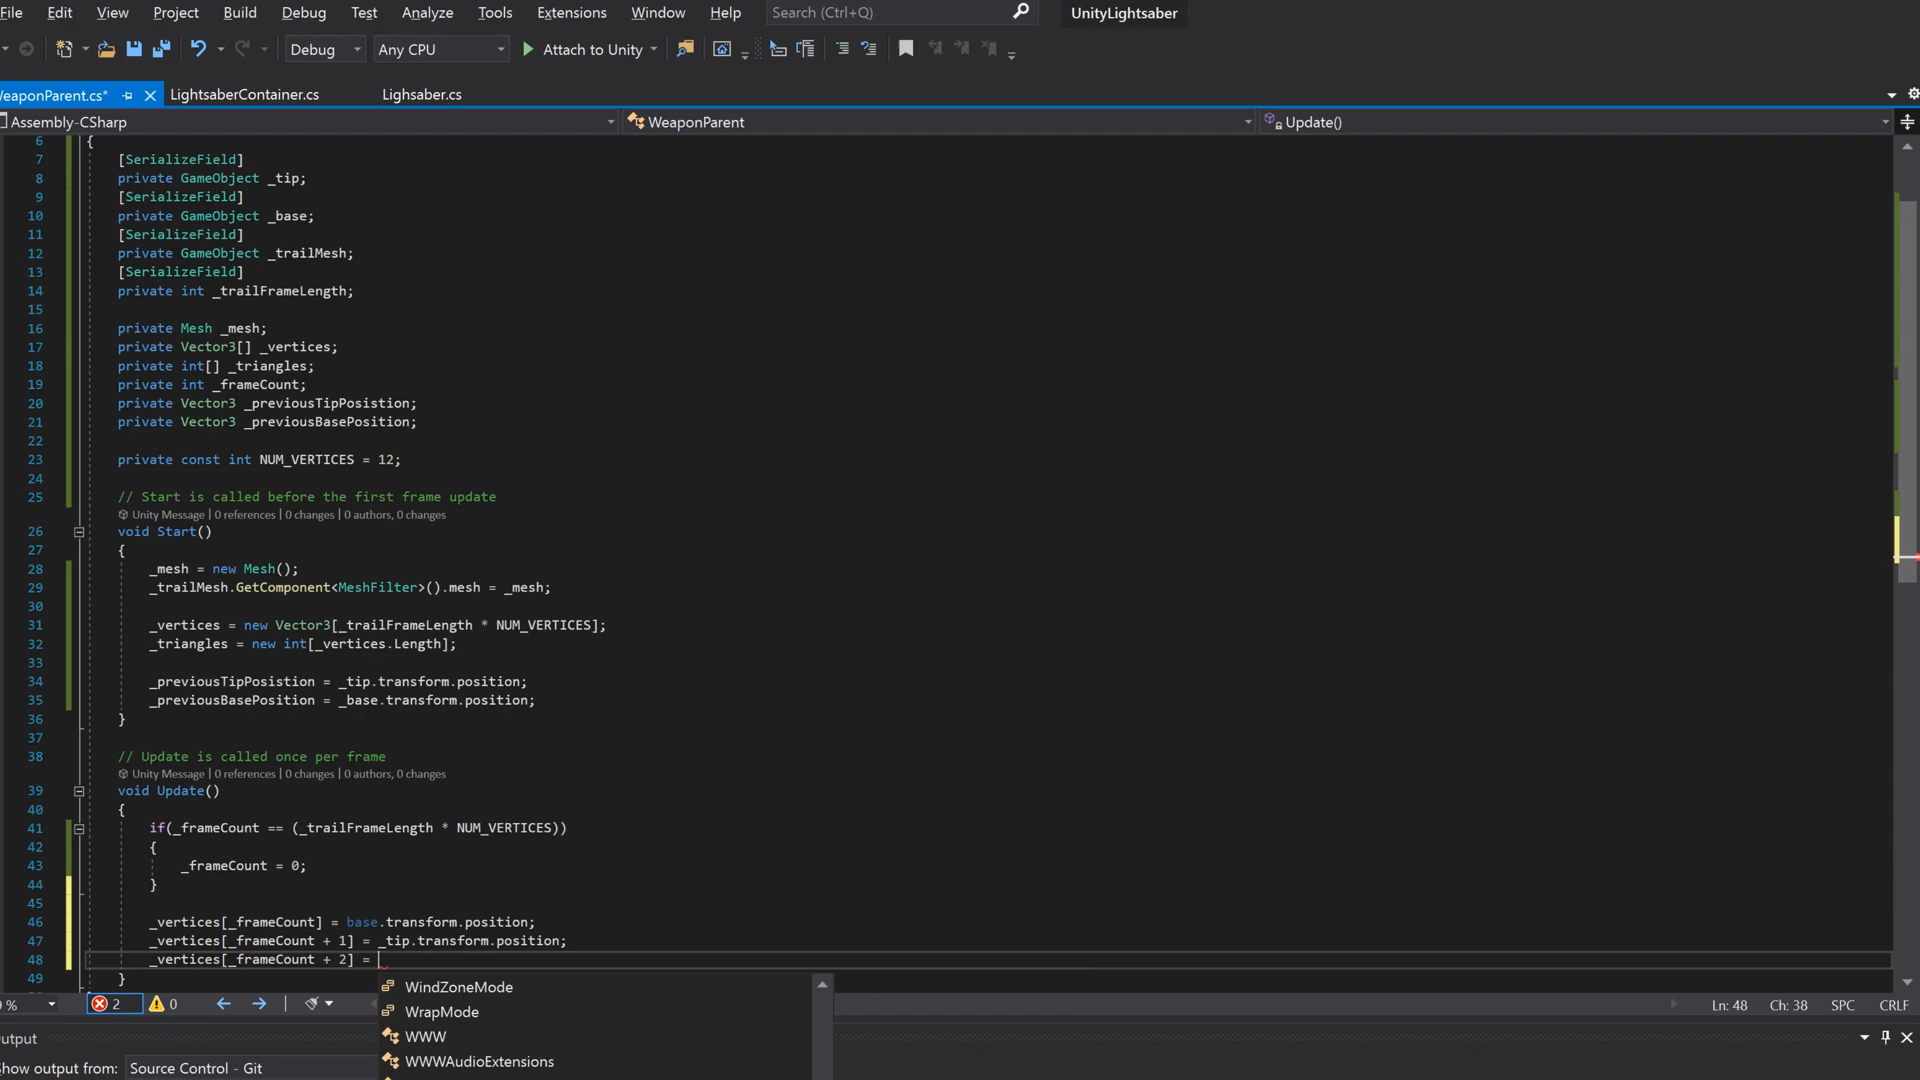 File Edit View Project Build Debug Test Analyze Tools Extensions Window Help Search (Ctrl+Q) UnityLightsaber
Debug Any CPU Attach to Unity
WeaponParent.cs* LightsaberContainer.cs Lighsaber.cs
Assembly-CSharp WeaponParent Update()
6 {
7 [SerializeField]
8 private GameObject _tip;
9 [SerializeField]
10 private GameObject _base;
11 [SerializeField]
12 private GameObject _trailMesh;
13 [SerializeField]
14 private int _trailFrameLength;
15
16 private Mesh _mesh;
17 private Vector3[] _vertices;
18 private int[] _triangles;
19 private int _frameCount;
20 private Vector3 _previousTipPosistion;
21 private Vector3 _previousBasePosition;
22
23 private const int NUM_VERTICES = 12;
24
25 // Start is called before the first frame update
Unity Message | 0 references | 0 changes | 0 authors, 0 changes
26 void Start()
27 {
28 _mesh = new Mesh();
29 _trailMesh.GetComponent<MeshFilter>().mesh = _mesh;
30
31 _vertices = new Vector3[_trailFrameLength * NUM_VERTICES];
32 _triangles = new int[_vertices.Length];
33
34 _previousTipPosistion = _tip.transform.position;
35 _previousBasePosition = _base.transform.position;
36 }
37
38 // Update is called once per frame
Unity Message | 0 references | 0 changes | 0 authors, 0 changes
39 void Update()
40 {
41 if(_frameCount == (_trailFrameLength * NUM_VERTICES))
42 {
43 _frameCount = 0;
44 }
45
46 _vertices[_frameCount] = base.transform.position;
47 _vertices[_frameCount + 1] = _tip.transform.position;
48 _vertices[_frameCount + 2] =
49 }
WindZoneMode
WrapMode
WWW
WWWAudioExtensions
9 % 2 0 Ln: 48 Ch: 38 SPC CRLF
Output
Show output from: Source Control - Git